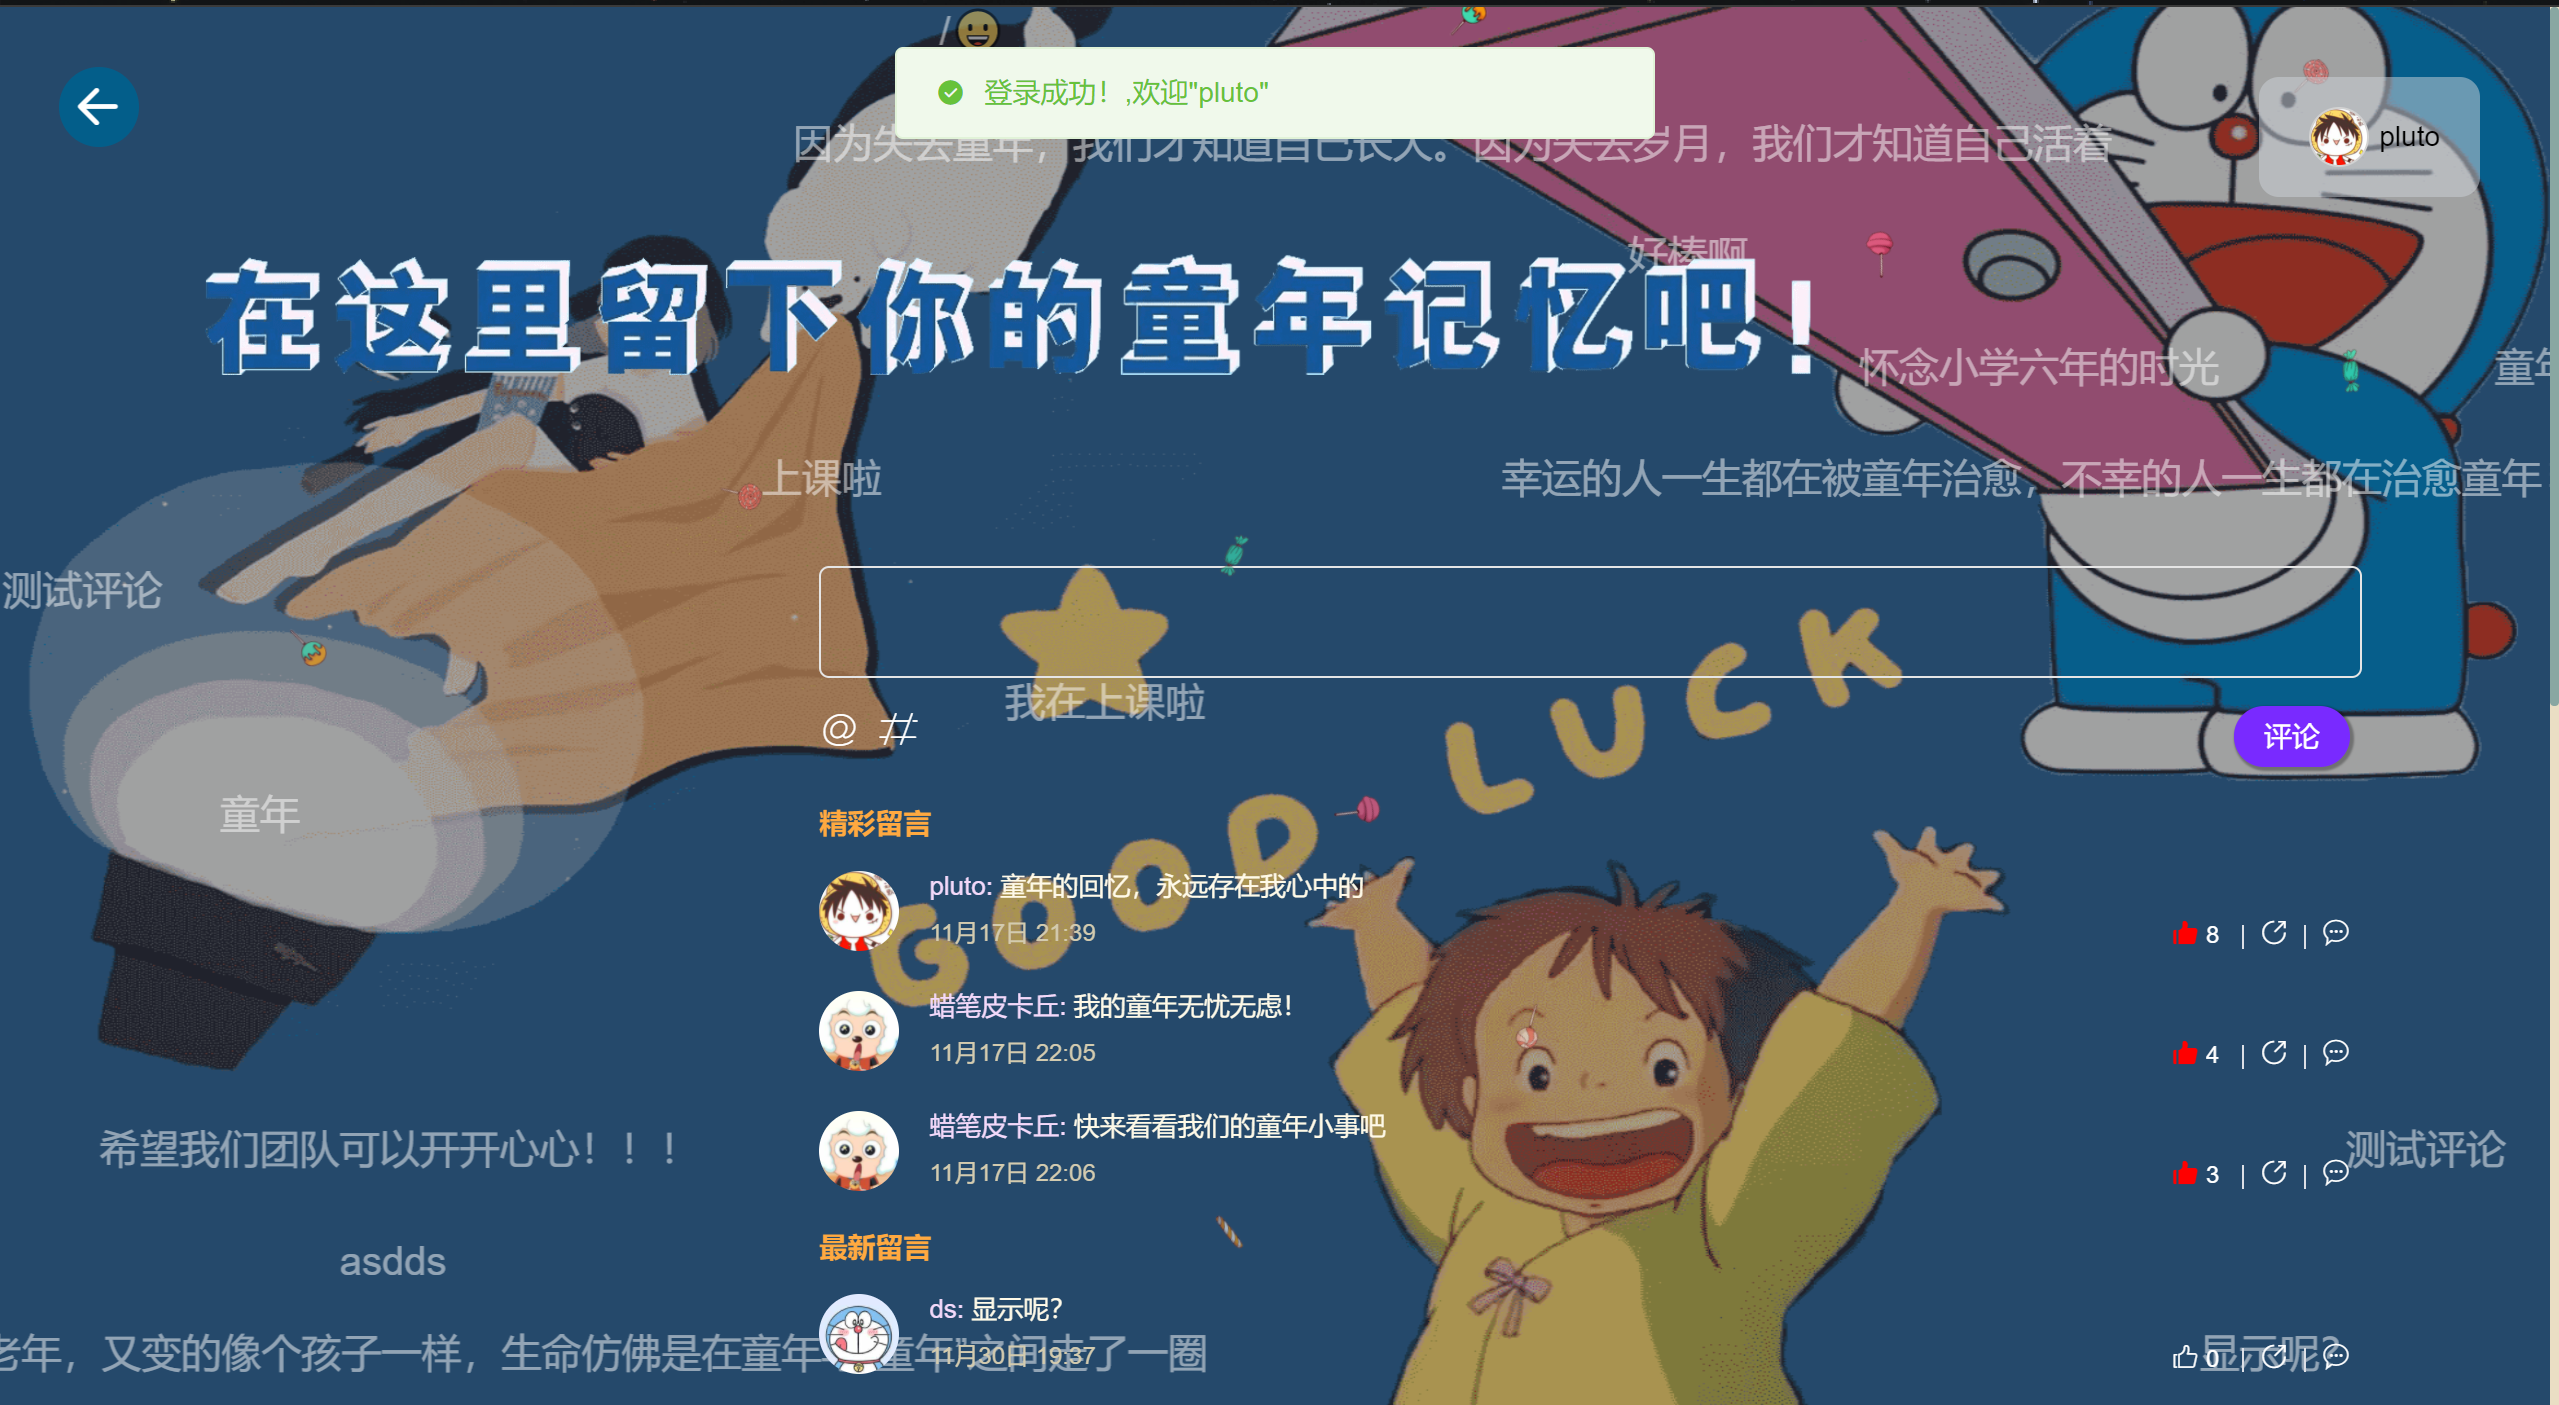 /
登录成功！,欢迎"pluto"
pluto
因为失去童年，我们才知道自己长大。因为失去岁月，我们才知道自己活着
好棒啊
在这里留下你的童年记忆吧！
怀念小学六年的时光
童年
上课啦
幸运的人一生都在被童年治愈，不幸的人一生都在治愈童年
测试评论
我在上课啦
@ #
评论
童年
GOOD LUCK
精彩留言
pluto: 童年的回忆，永远存在我心中的
11月17日 21:39
8
蜡笔皮卡丘: 我的童年无忧无虑！
11月17日 22:05
4
蜡笔皮卡丘: 快来看看我们的童年小事吧
11月17日 22:06
3
希望我们团队可以开开心心！！！
测试评论
asdds
最新留言
ds: 显示呢？
11月30日 19:37
0
老年，又变的像个孩子一样，生命仿佛是在童年 童年"之间走了一圈
显示呢？